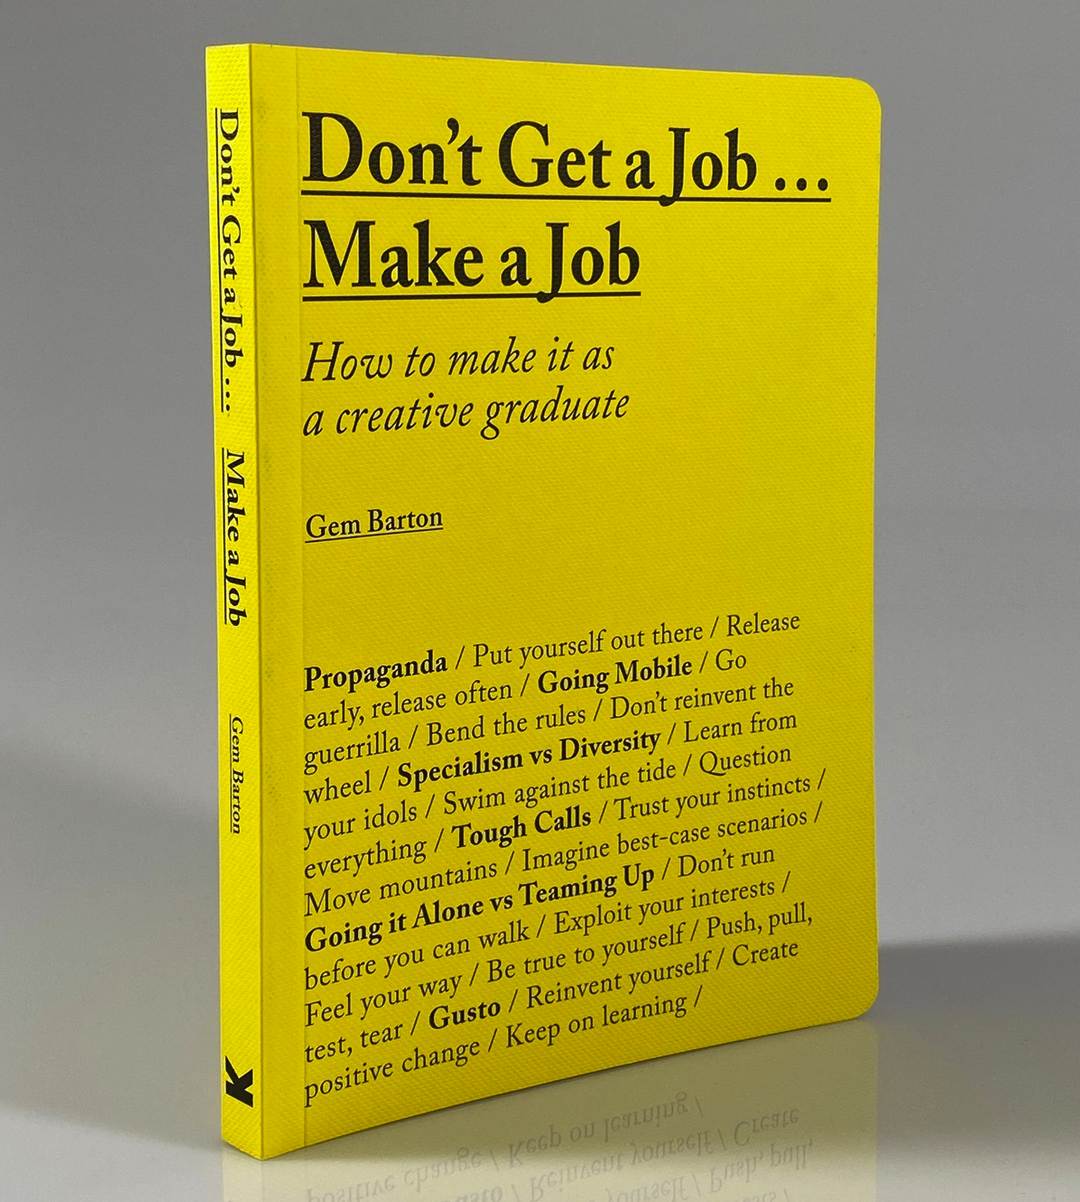 Don't Get a Job ... Make a Job
Gem Barton
K
Don't Get a Job ...
Make a Job
How to make it as
a creative graduate
Gem Barton
Propaganda / Put yourself out there / Release
early, release often / Going Mobile / Go
guerrilla / Bend the rules / Don't reinvent the
wheel / Specialism vs Diversity / Learn from
your idols / Swim against the tide / Question
everything / Tough Calls / Trust your instincts /
Move mountains / Imagine best-case scenarios /
Going it Alone vs Teaming Up / Don't run
before you can walk / Exploit your interests /
Feel your way / Be true to yourself / Push, pull,
test, tear / Gusto / Reinvent yourself / Create
positive change / Keep on learning /